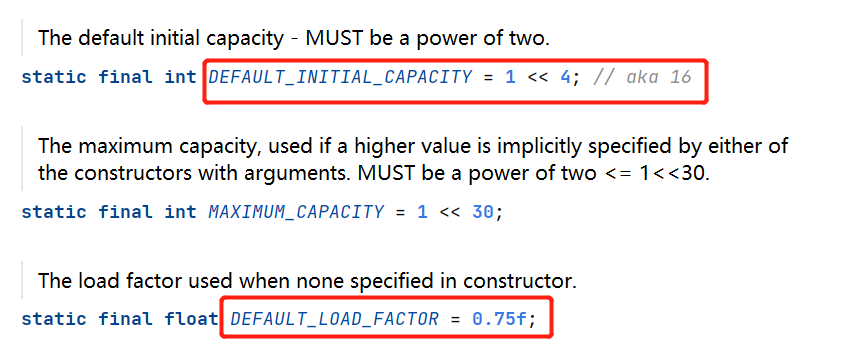 The default initial capacity - MUST be a power of two.
static final int DEFAULT_INITIAL_CAPACITY = 1 << 4; // aka 16
The maximum capacity, used if a higher value is implicitly specified by either of
the constructors with arguments. MUST be a power of two <= 1<<30.
static final int MAXIMUM_CAPACITY = 1 << 30;
The load factor used when none specified in constructor.
static final float DEFAULT_LOAD_FACTOR = 0.75f;